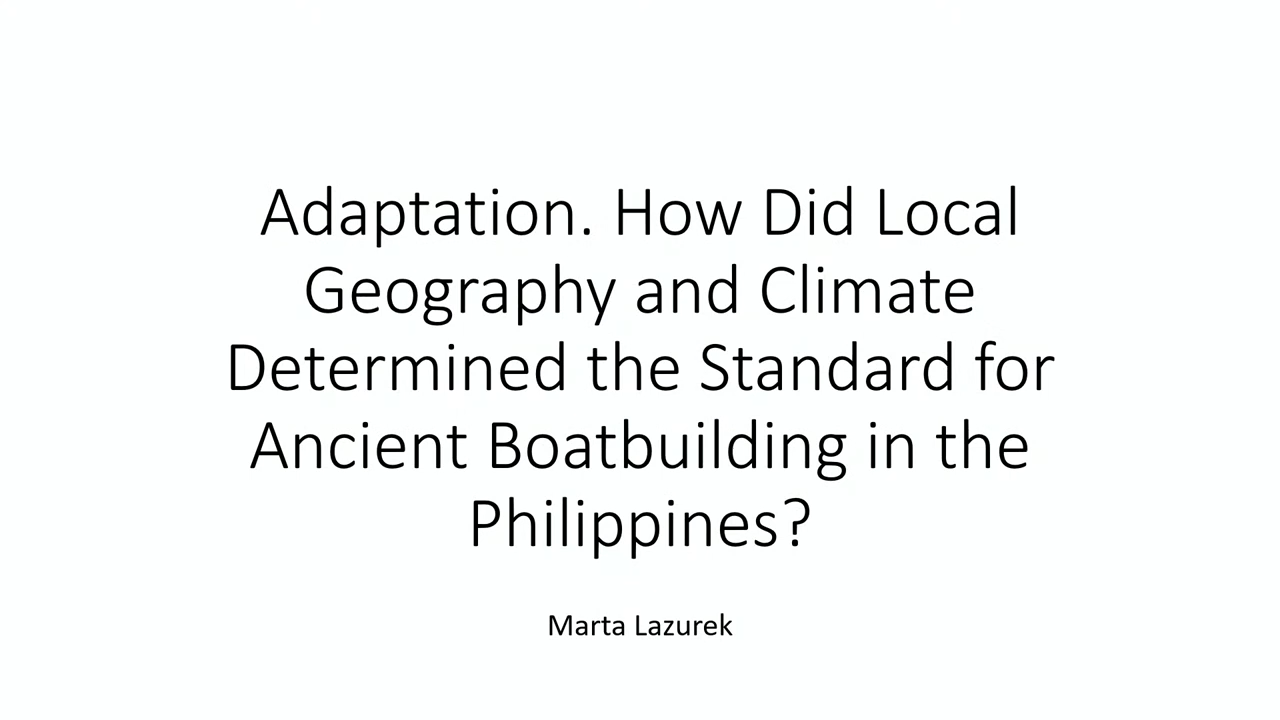 Adaptation. How Did Local
Geography and Climate
Determined the Standard for
Ancient Boatbuilding in the
Philippines?
Marta Lazurek